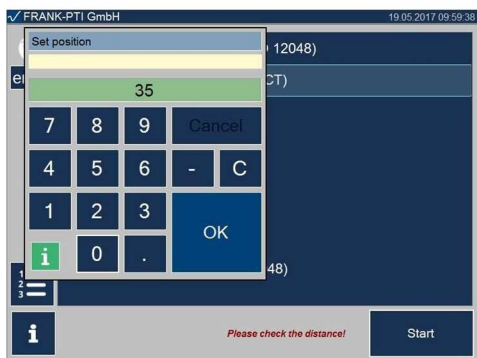 FRANK-PTI GmbH 19.05.2017 09:59:38
Set position
12048)
35
CT)
7 8 9 Cancel
4 5 6 - C
1 2 3
OK
i 0 .
48)
1
2
3
i Please check the distance! Start